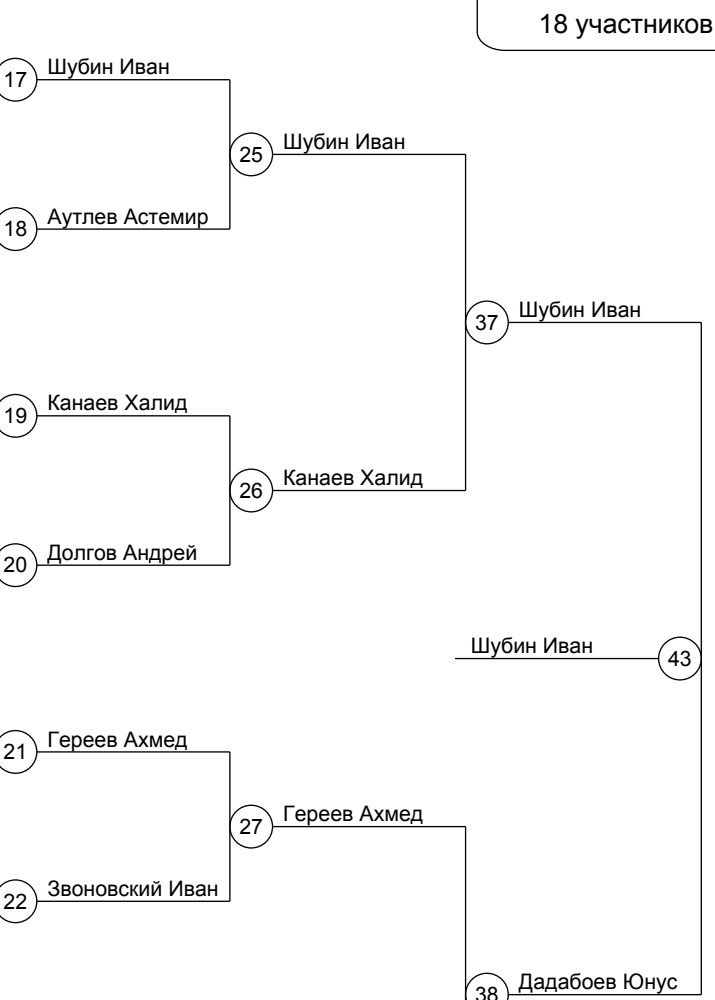 18 участников
17 Шубин Иван
25 Шубин Иван
18 Аутлев Астемир
37 Шубин Иван
19 Канаев Халид
26 Канаев Халид
20 Долгов Андрей
Шубин Иван 43
21 Гереев Ахмед
27 Гереев Ахмед
22 Звоновский Иван
38 Дадабоев Юнус